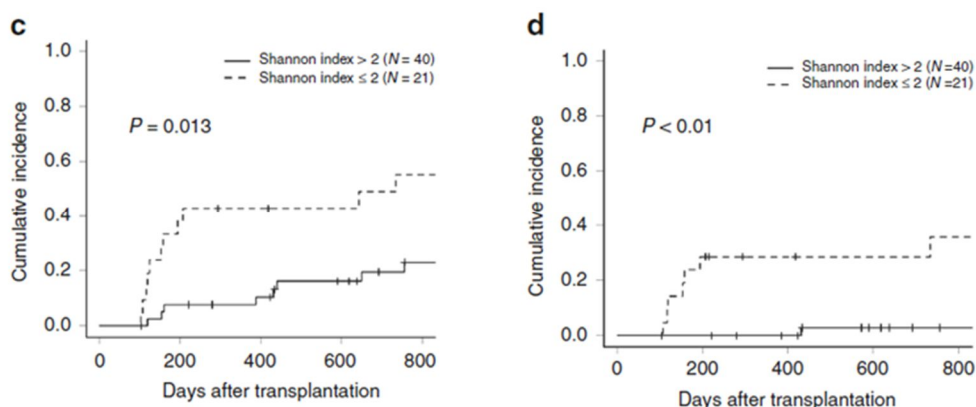 c
1.0
0.8
0.6
0.4
0.2
0.0
Cumulative incidence
Shannon index > 2 (N = 40)
Shannon index ≤ 2 (N = 21)
P = 0.013
0 200 400 600 800
Days after transplantation
d
1.0
0.8
0.6
0.4
0.2
0.0
Cumulative incidence
Shannon index > 2 (N =40)
Shannon index ≤ 2 (N =21)
P < 0.01
0 200 400 600 800
Days after transplantation